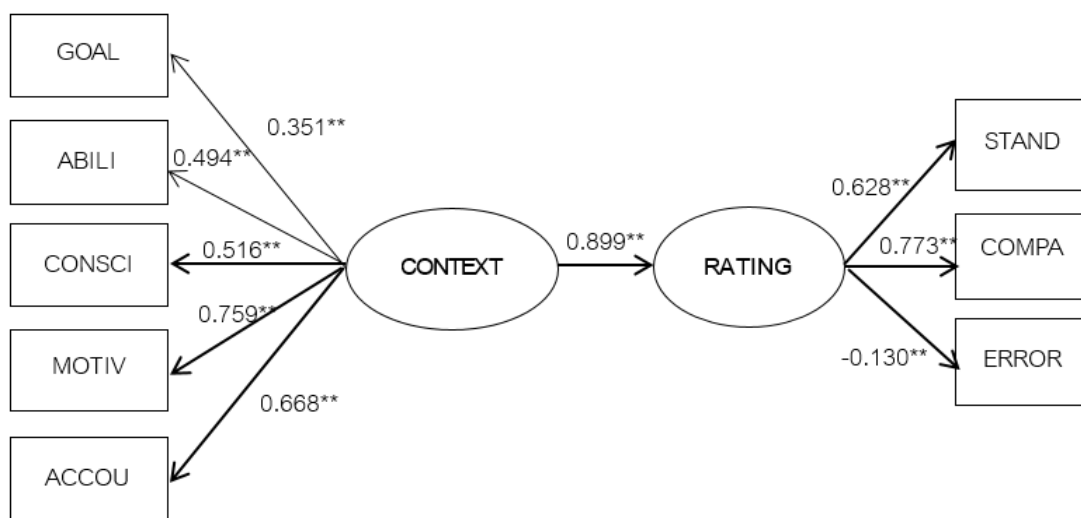 GOAL
0.351**
ABILI
0.494**
CONSCI
0.516**
MOTIV
0.759**
ACCOU
0.668**
CONTEXT
0.899**
RATING
0.628**
STAND
0.773**
COMPA
-0.130**
ERROR